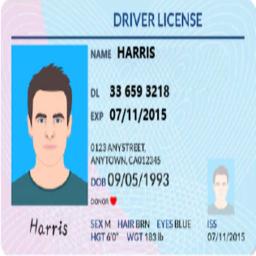 DRIVER LICENSE
NAME HARRIS
DL 33 659 3218
EXP 07/11/2015
0123 ANYSTREET,
ANYTOWN, CA012345
DOB 09/05/1993
DONOR
Harris
SEX M HAIR BRN EYES BLUE ISS
HGT 6'0" WGT 183 lb 07/11/2015